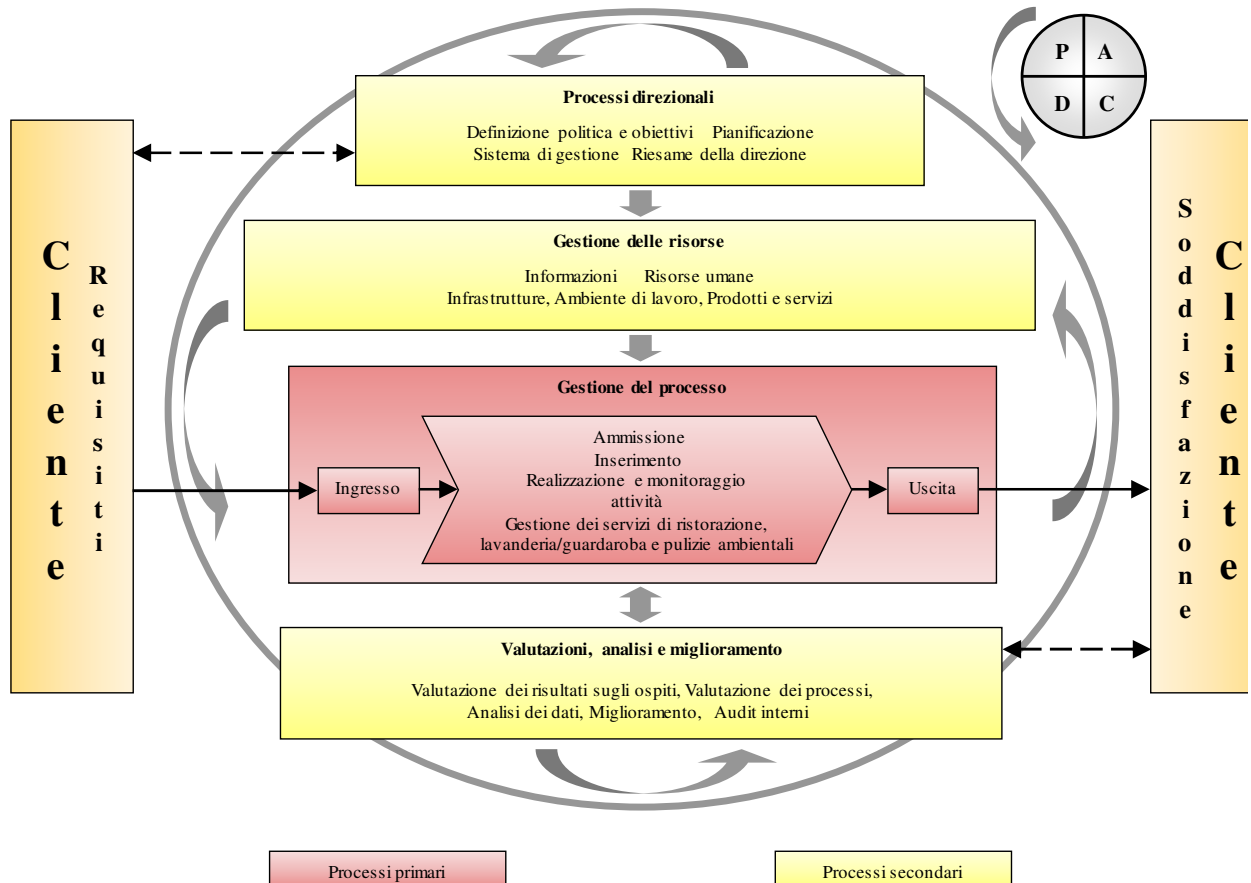 P A
D C
Processi direzionali
Definizione politica e obiettivi Pianificazione
Sistema di gestione Riesame della direzione
Cliente
Requisiti
Gestione delle risorse
Informazioni Risorse umane
Infrastrutture, Ambiente di lavoro, Prodotti e servizi
Gestione del processo
Ingresso
Ammissione
Inserimento
Realizzazione e monitoraggio
attività
Gestione dei servizi di ristorazione,
lavanderia/guardaroba e pulizie ambientali
Uscita
Soddisfazione
Cliente
Valutazioni, analisi e miglioramento
Valutazione dei risultati sugli ospiti, Valutazione dei processi,
Analisi dei dati, Miglioramento, Audit interni
Processi primari
Processi secondari